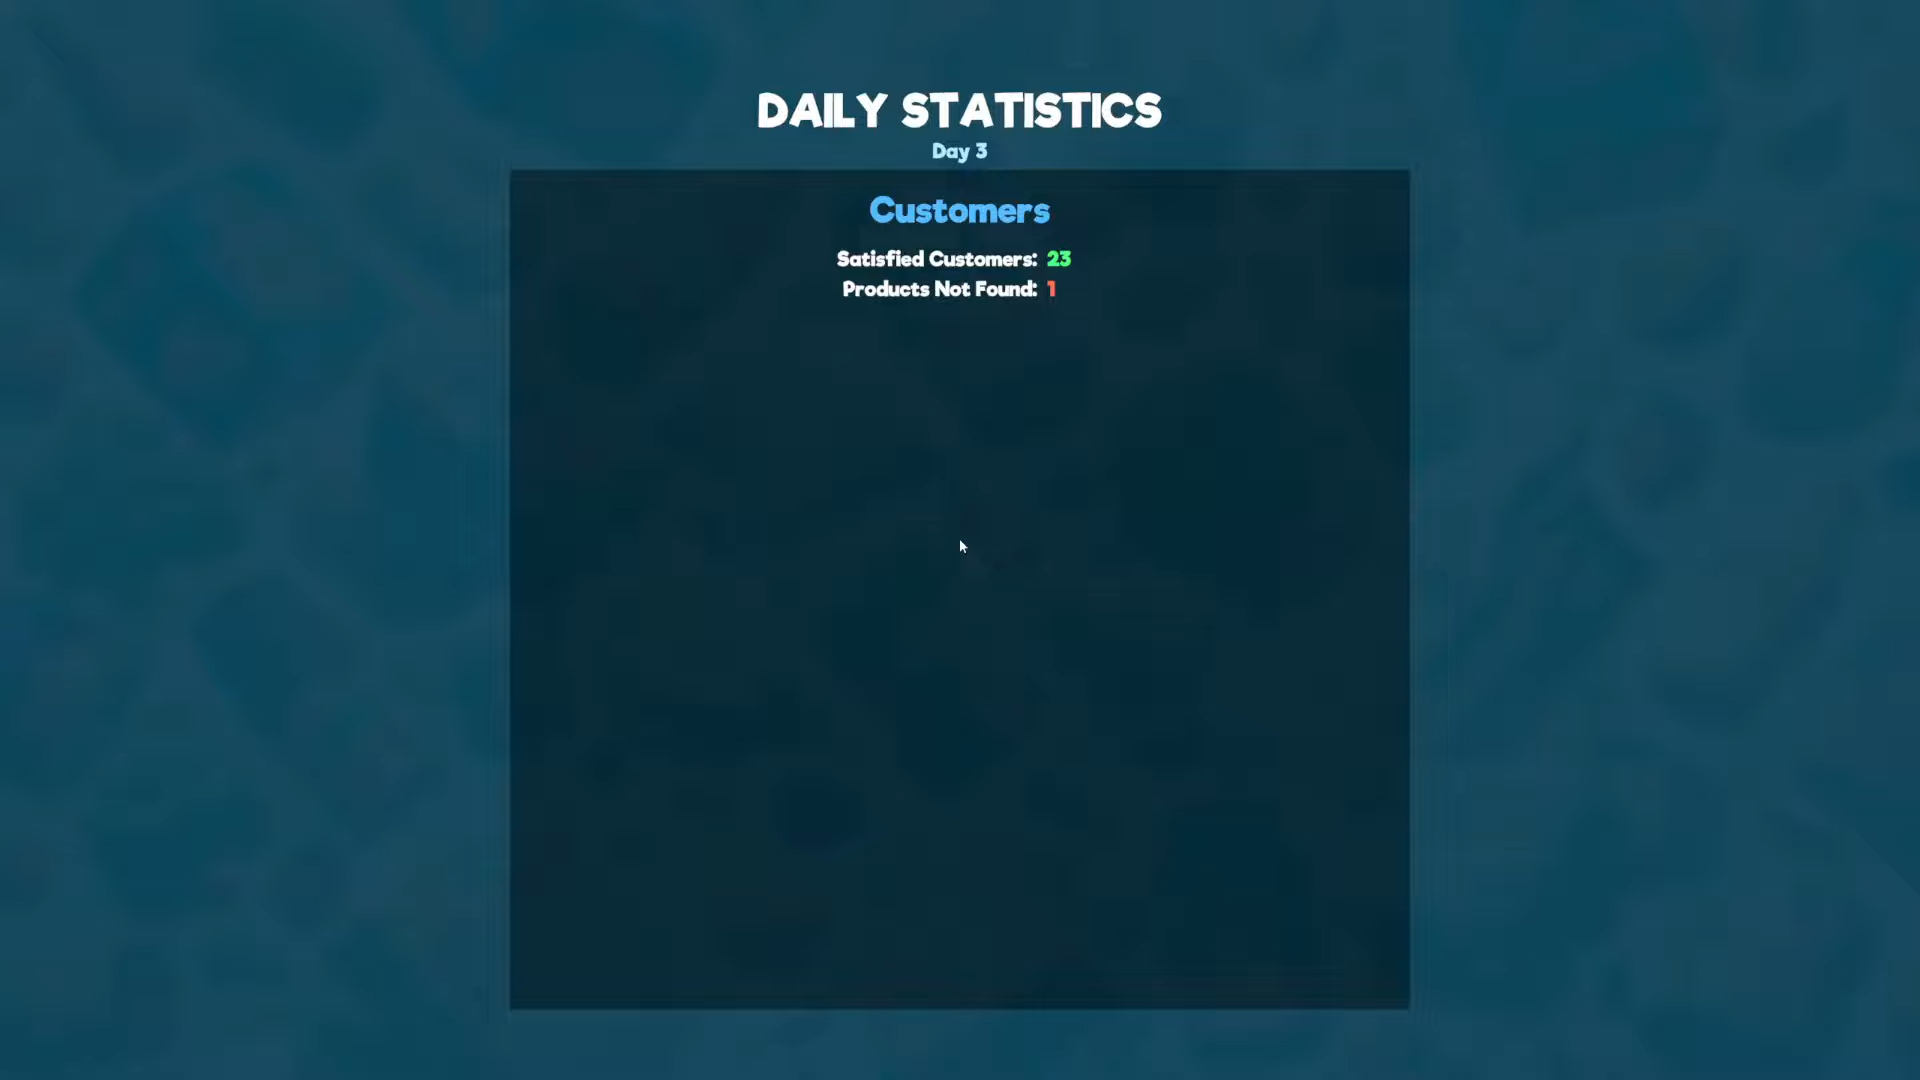 DAILY STATISTICS
Day 3
Customers
Satisfied Customers: 23
Products Not Found: 1